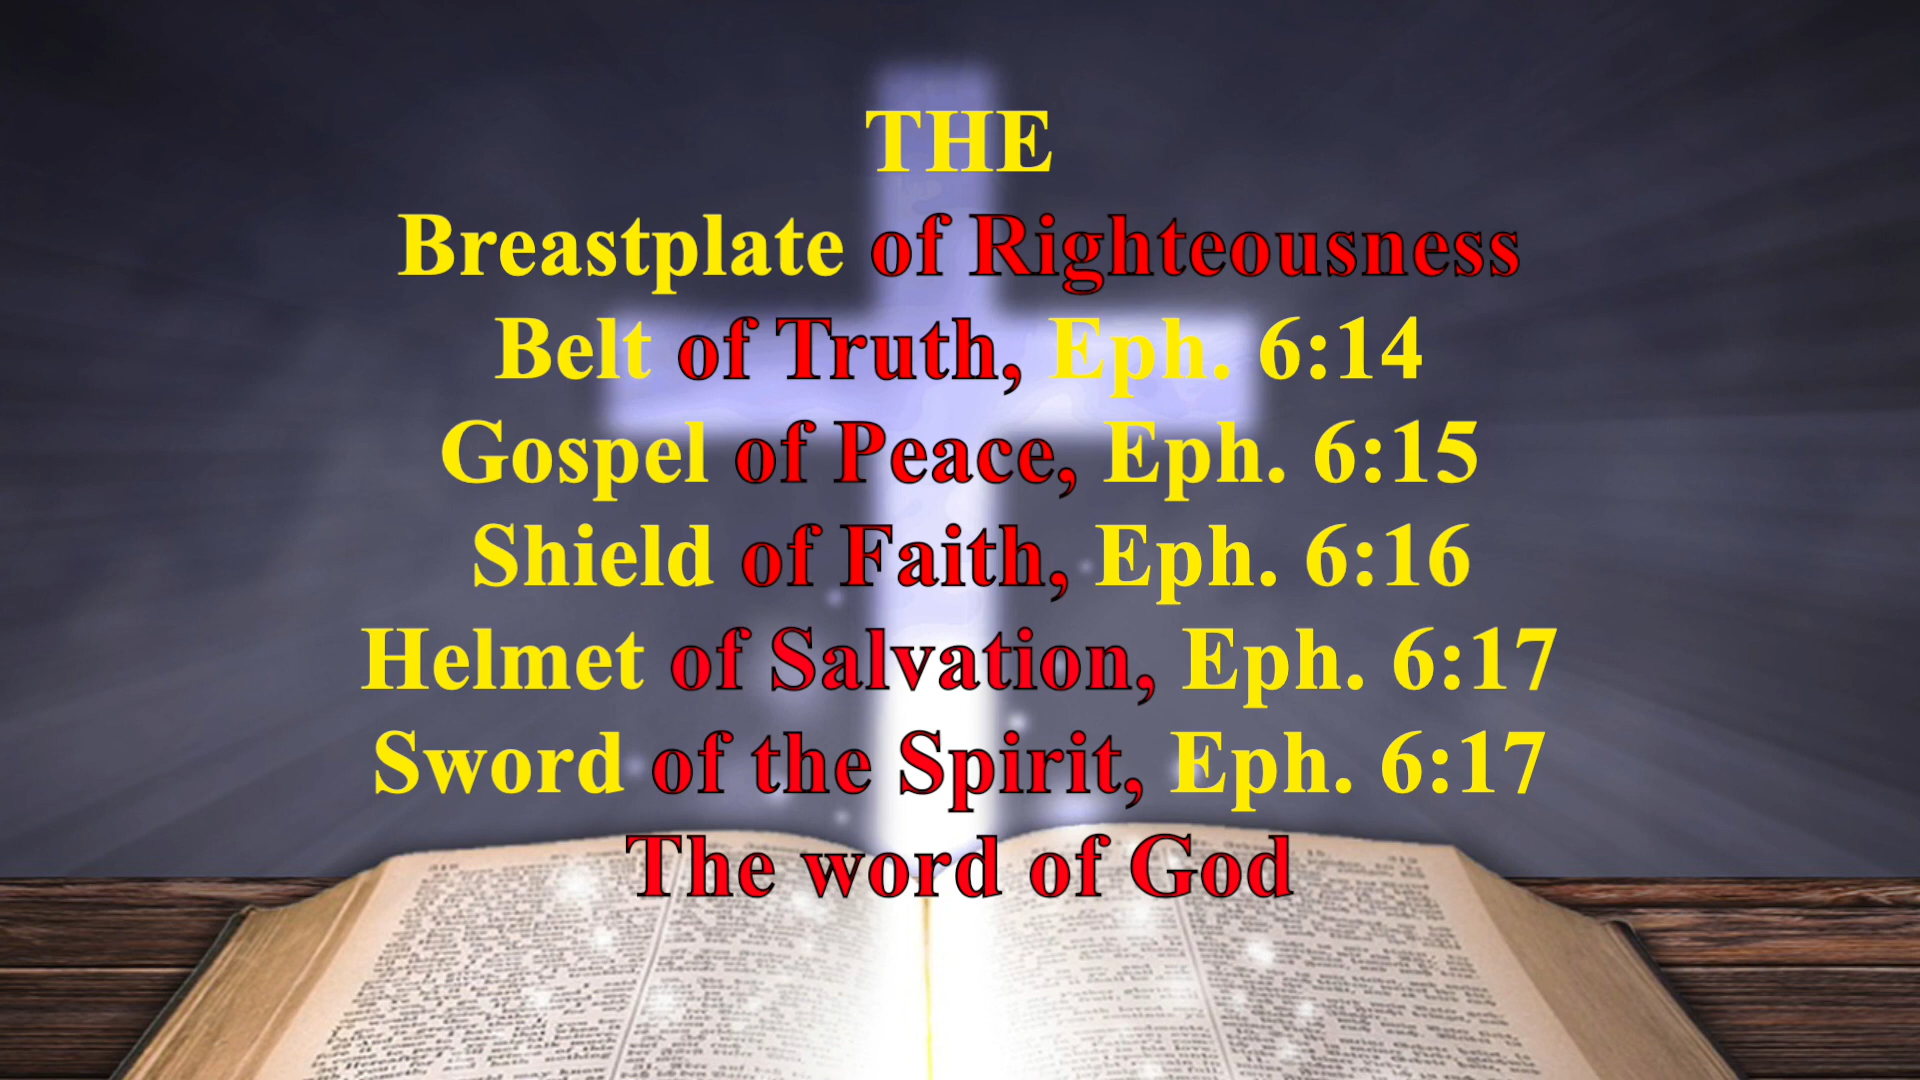 THE
Breastplate of Righteousness
Belt of Truth, Eph. 6:14
Gospel of Peace, Eph. 6:15
Shield of Faith, Eph. 6:16
Helmet of Salvation, Eph. 6:17
Sword of the Spirit, Eph. 6:17
The word of God